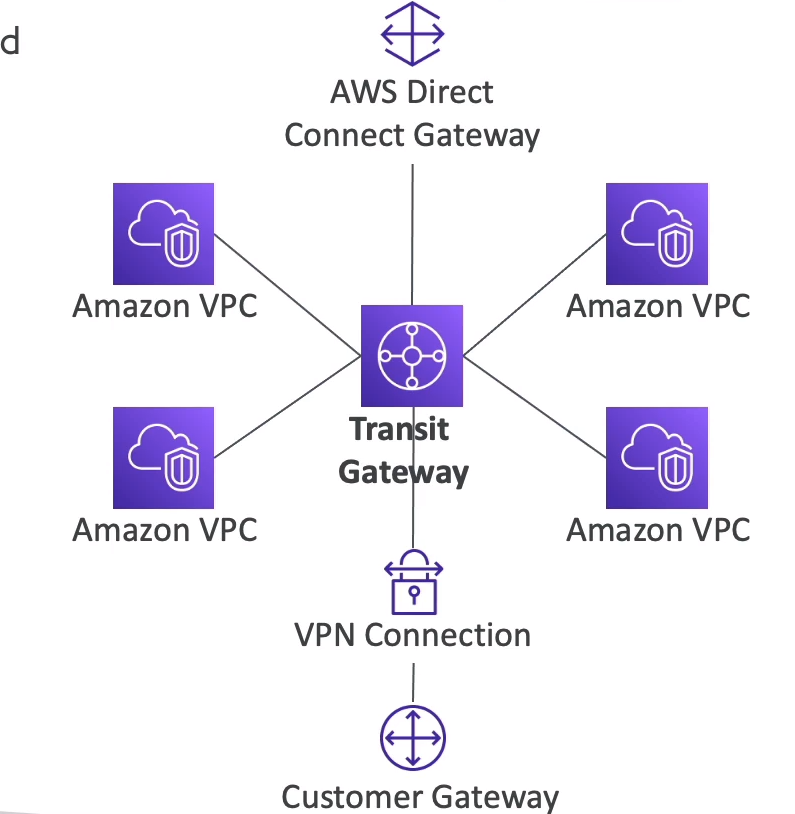 d
AWS Direct
Connect Gateway
Amazon VPC
Amazon VPC
Transit
Gateway
Amazon VPC
Amazon VPC
VPN Connection
Customer Gateway